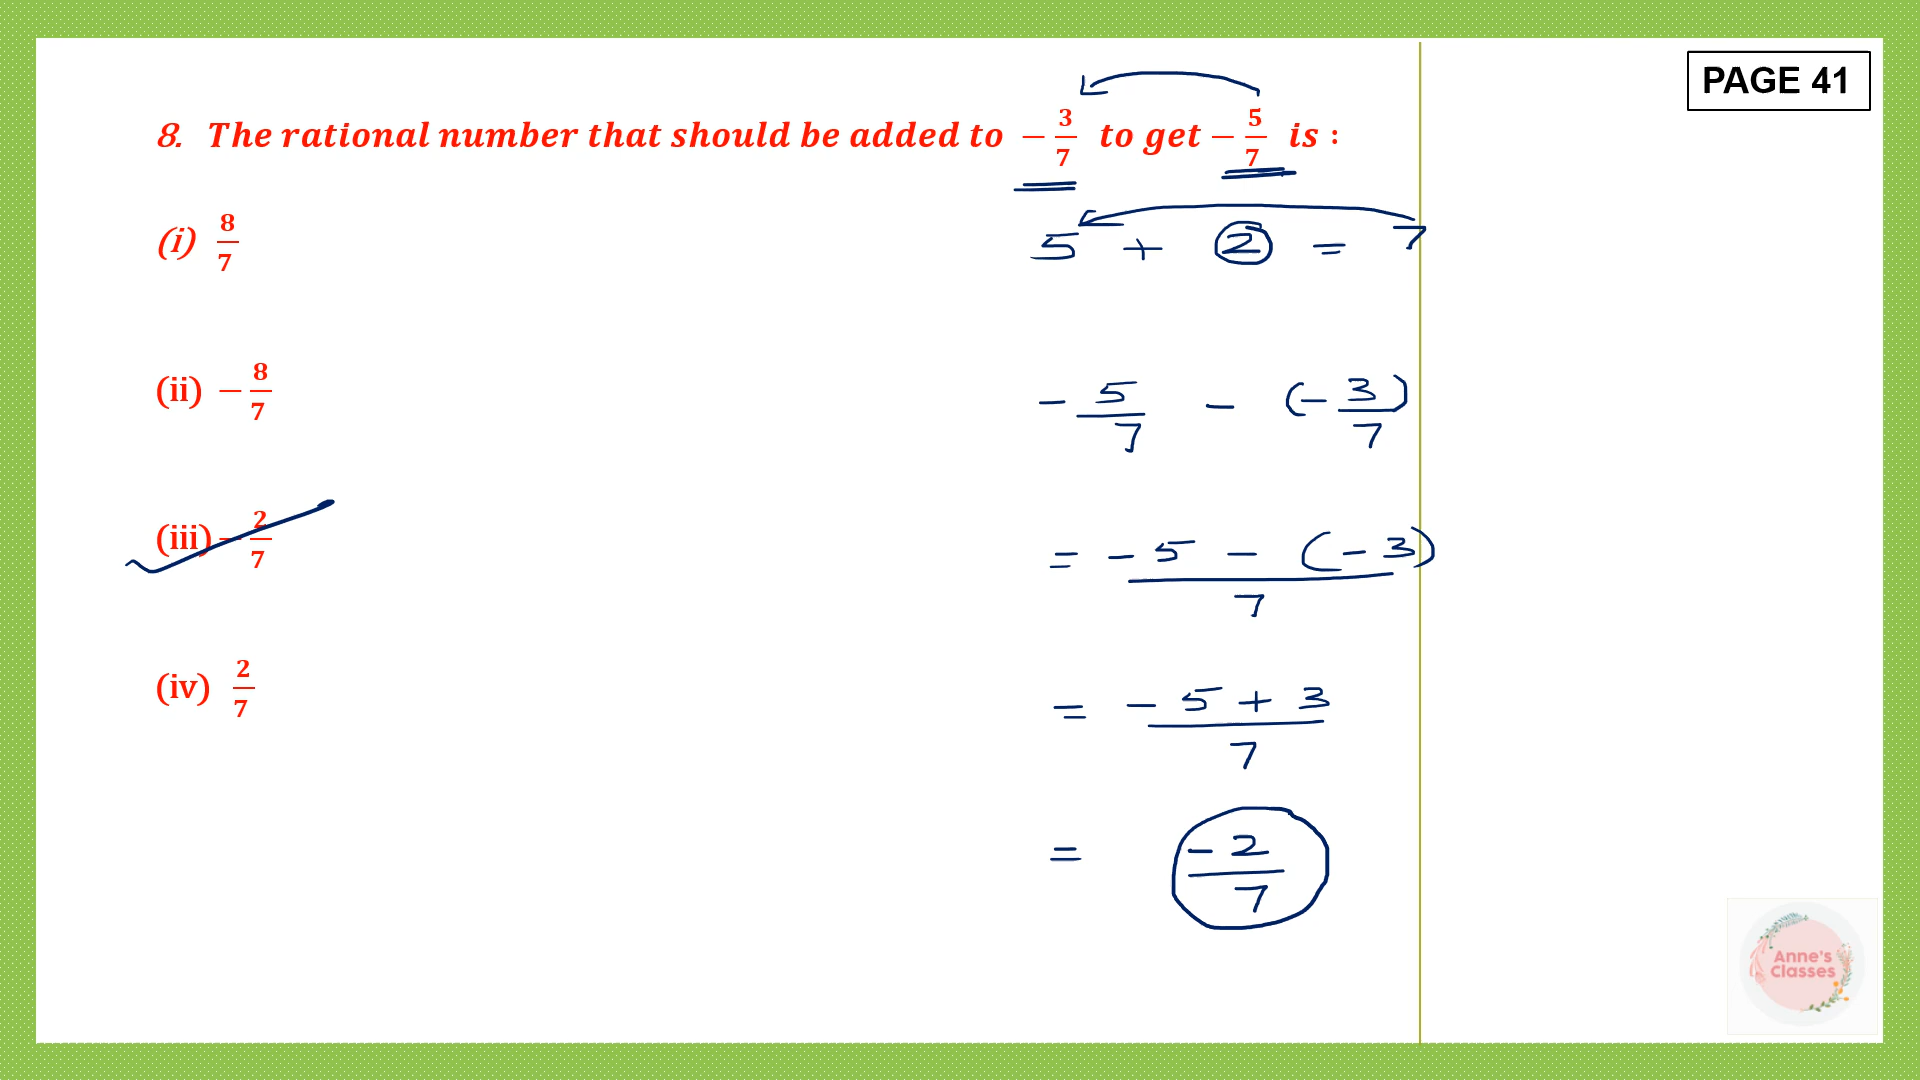 PAGE 41
8. The rational number that should be added to −3/7 to get −5/7 is :
5 + 2 = 7
(i) 8/7
(ii) −8/7
−5/7 − (−3/7)
(iii) −2/7
= −5 − (−3)/7
(iv) 2/7
= −5 + 3/7
= −2/7
Anne's
Classes